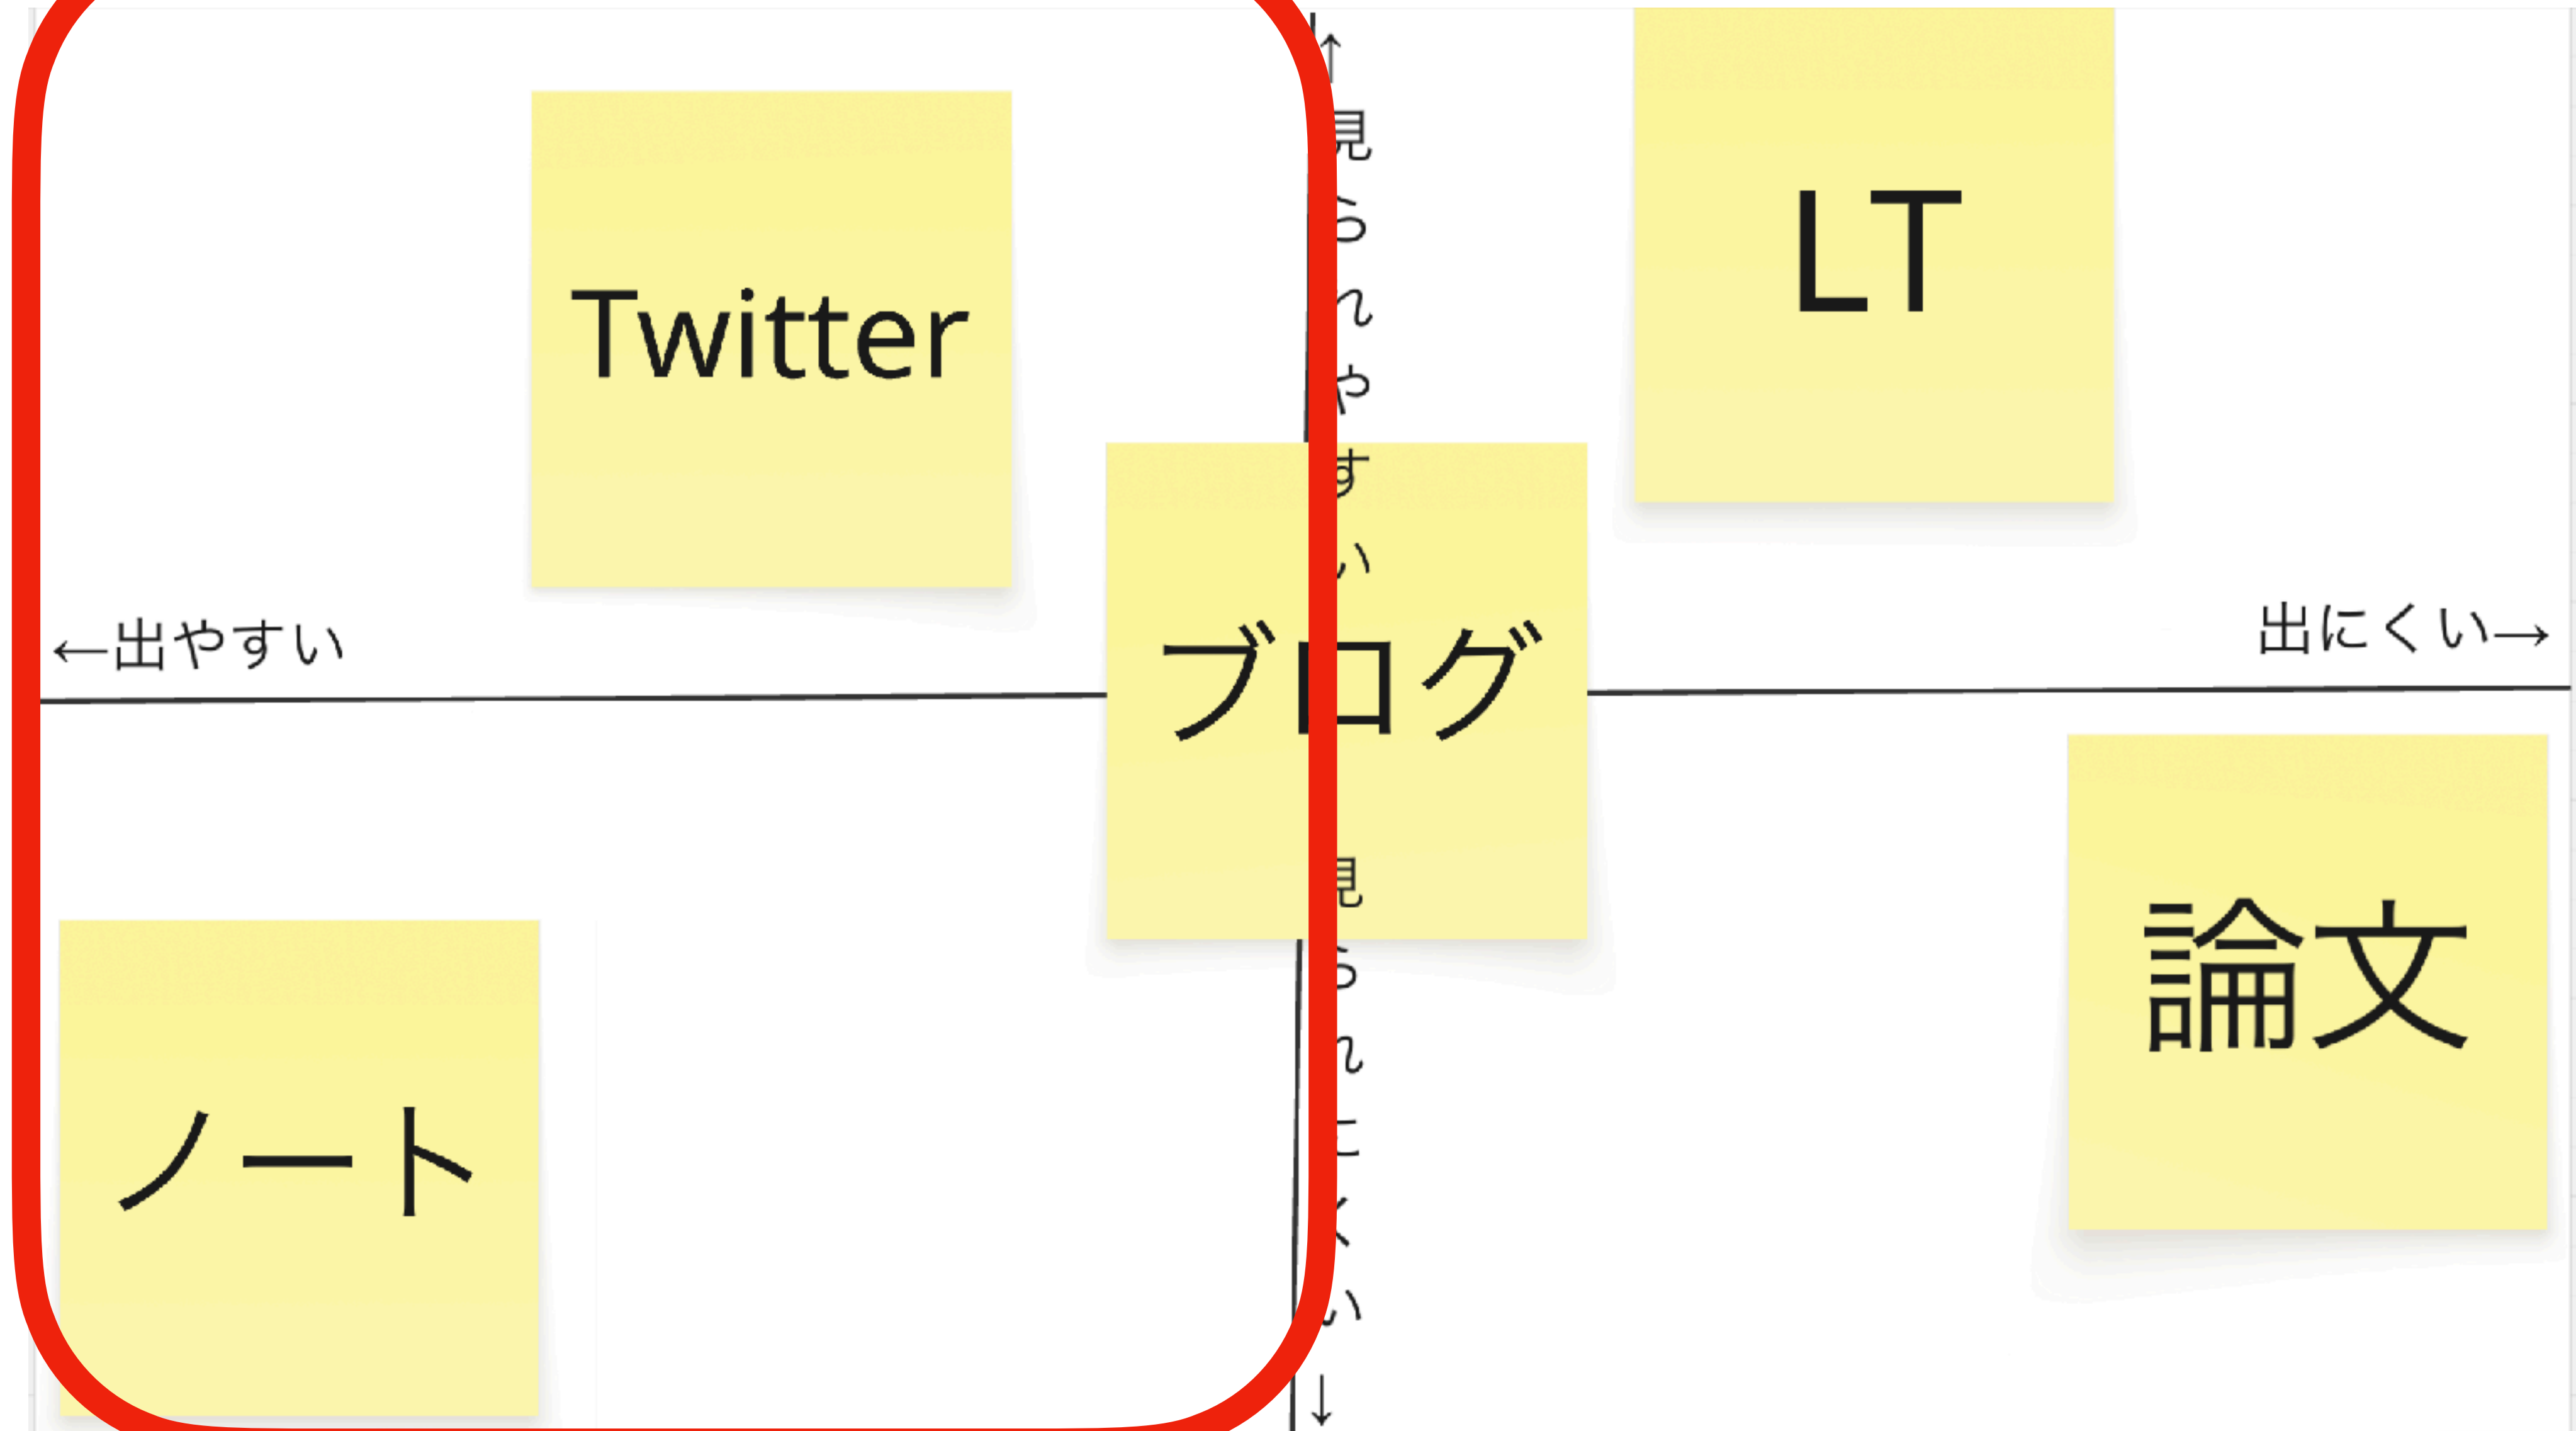 ↑見られやすい
LT
Twitter
←出やすい
出にくい→
ブログ
論文
見られにくい↓
ノート